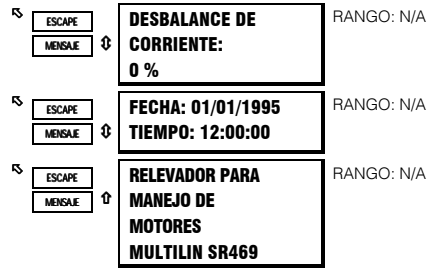 ESCAPE
MENSAJE
DESBALANCE DE
CORRIENTE:
0 %
RANGO: N/A
ESCAPE
MENSAJE
FECHA: 01/01/1995
TIEMPO: 12:00:00
RANGO: N/A
ESCAPE
MENSAJE
RELEVADOR PARA
MANEJO DE
MOTORES
MULTILIN SR469
RANGO: N/A